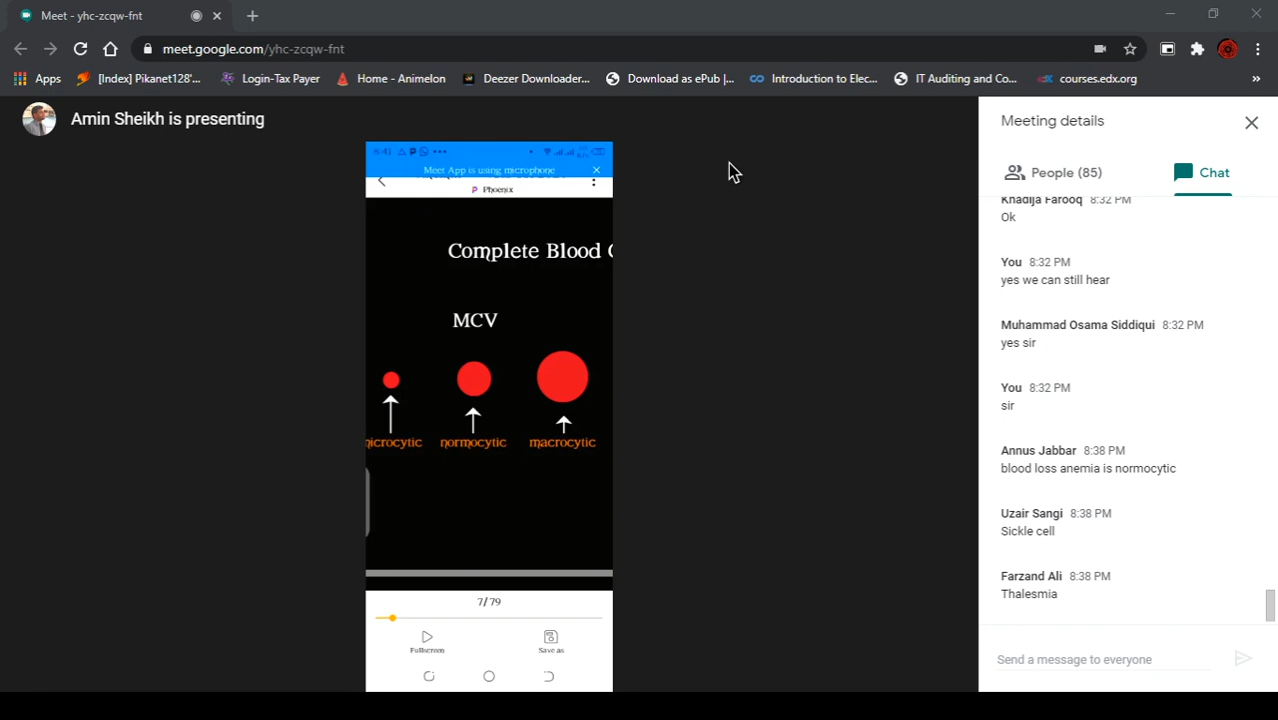 Meet - yhc-zcqw-fnt
meet.google.com/yhc-zcqw-fnt
Apps
[Index] Pikanet128'...
Login-Tax Payer
Home - Animelon
Deezer Downloader...
Download as ePub |...
Introduction to Elec...
IT Auditing and Co...
courses.edx.org
»
Amin Sheikh is presenting
6:41
Meet App is using microphone
Phoenix
Complete Blood
MCV
icrocytic normocytic macrocytic
7/79
Fullscreen Save as
Meeting details
People (85)
Chat
Khadija Farooq 8:32 PM
Ok
You 8:32 PM
yes we can still hear
Muhammad Osama Siddiqui 8:32 PM
yes sir
You 8:32 PM
sir
Annus Jabbar 8:38 PM
blood loss anemia is normocytic
Uzair Sangi 8:38 PM
Sickle cell
Farzand Ali 8:38 PM
Thalesmia
Send a message to everyone